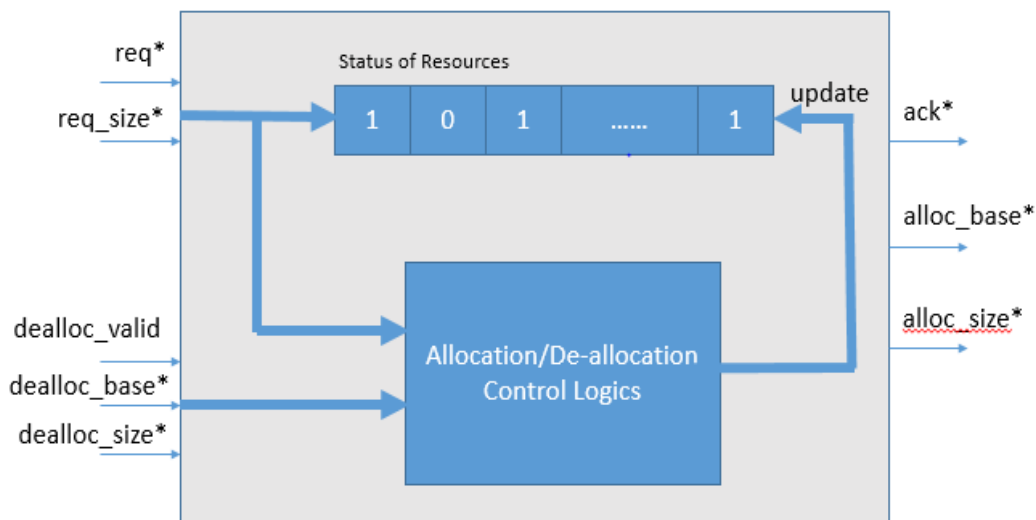 req*
req_size*
Status of Resources
1 0 1 ...... 1
update
ack*
alloc_base*
alloc_size*
dealloc_valid
dealloc_base*
dealloc_size*
Allocation/De-allocation
Control Logics